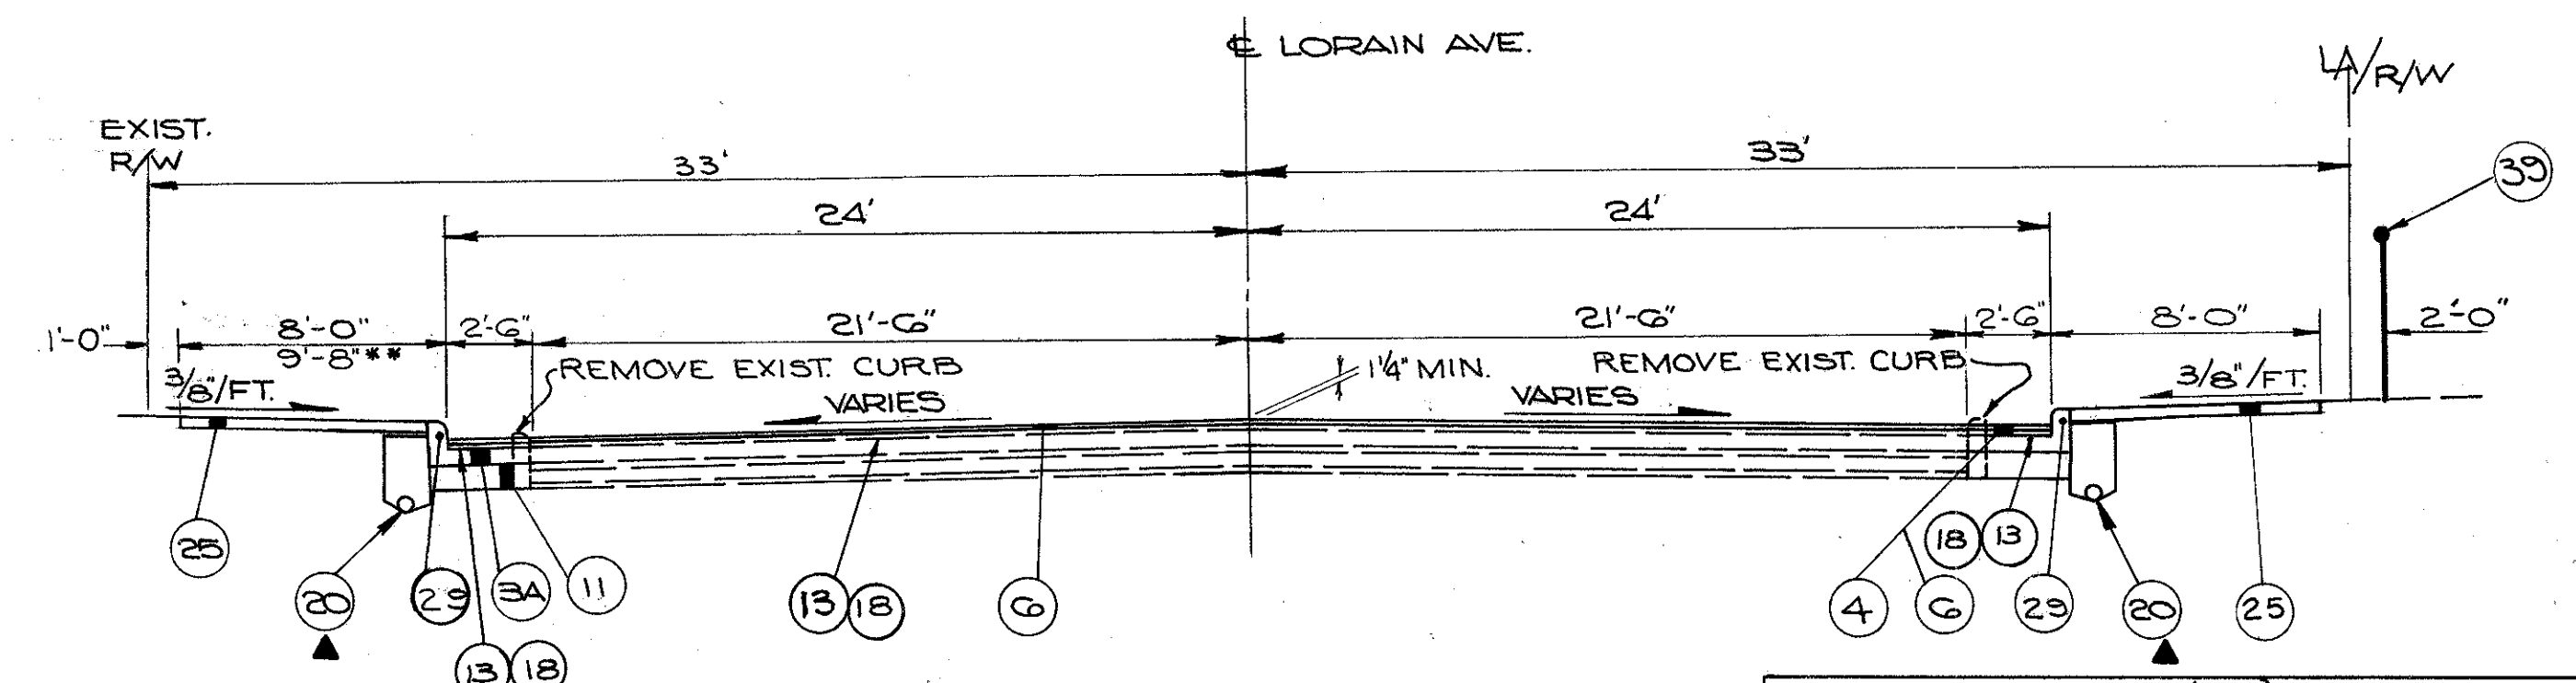 ℄ LORAIN AVE.
LA/R/W
EXIST.
R/W
33'
33'
39
24'
24'
1'-0"
8'-0"
9'-8"**
2'-6"
21'-6"
21'-6"
2'-6"
8'-0"
2'-0"
REMOVE EXIST. CURB
1 1/4" MIN.
REMOVE EXIST. CURB
3/8"/FT.
VARIES
VARIES
3/8"/FT.
25
20
29
3A
11
13 18
6
18 13
4
6
29
20
25
13 18